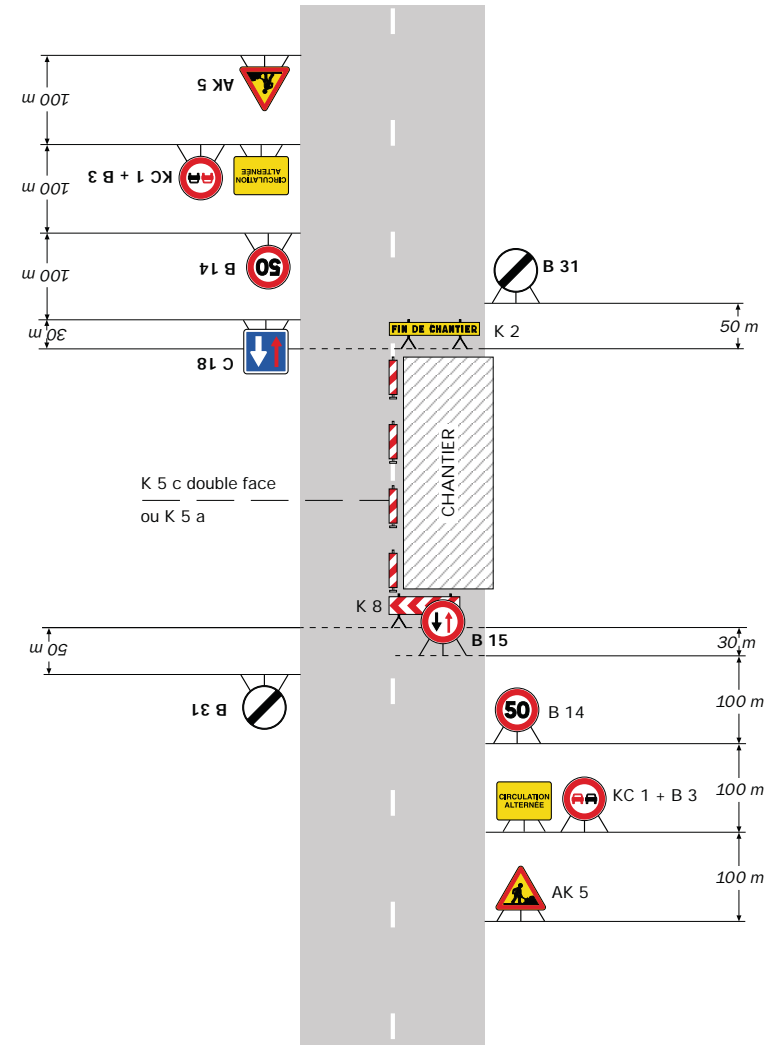 AK 5
100 m
KC 1 + B 3
CIRCULATION
ALTERNÉE
100 m
B 14
50
100 m
C 18
30 m
B 31
50 m
FIN DE CHANTIER
K 2
CHANTIER
K 5 c double face
ou K 5 a
K 8
B 15
30 m
50 m
B 31
50
B 14
100 m
CIRCULATION
ALTERNÉE
KC 1 + B 3
100 m
AK 5
100 m